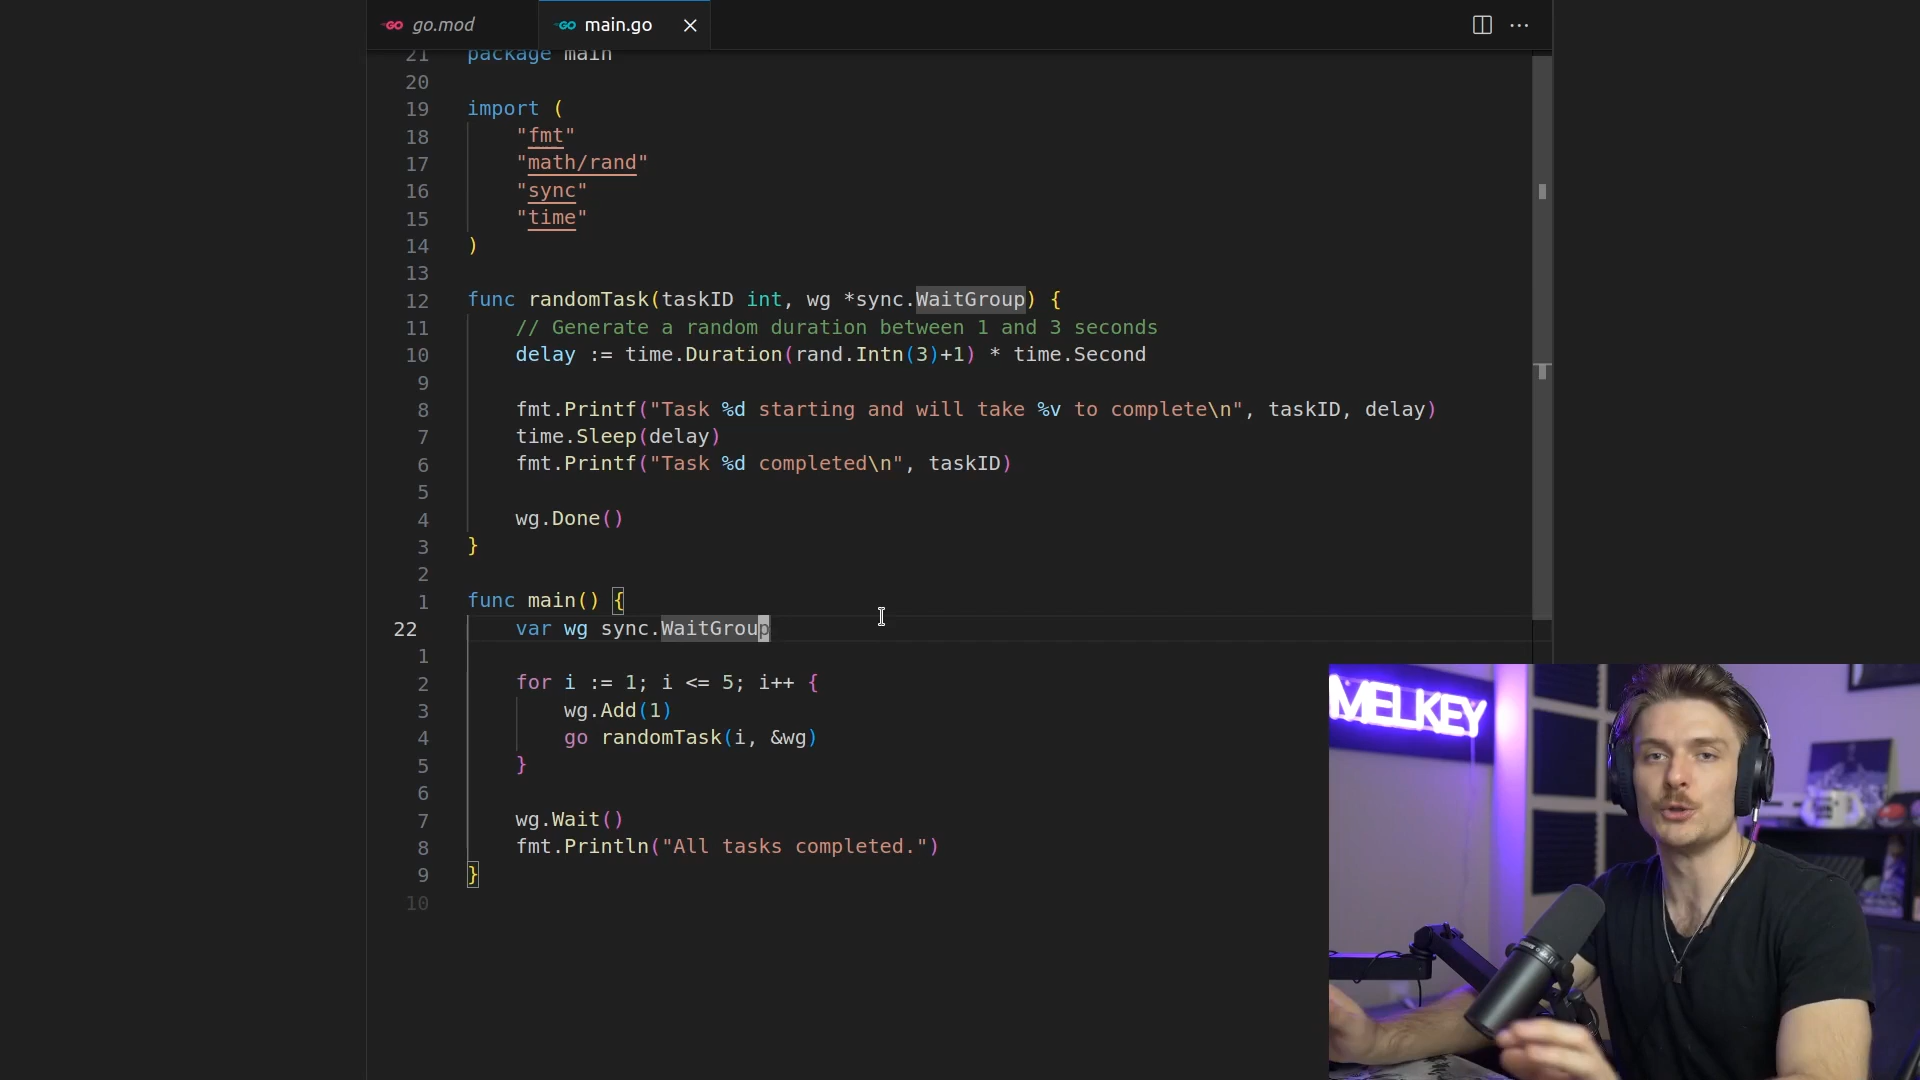 go.mod
main.go
21 package main
20
19 import (
18 "fmt"
17 "math/rand"
16 "sync"
15 "time"
14 )
13
12 func randomTask(taskID int, wg *sync.WaitGroup) {
11 // Generate a random duration between 1 and 3 seconds
10 delay := time.Duration(rand.Intn(3)+1) * time.Second
9
8 fmt.Printf("Task %d starting and will take %v to complete\n", taskID, delay)
7 time.Sleep(delay)
6 fmt.Printf("Task %d completed\n", taskID)
5
4 wg.Done()
3 }
2
1 func main() {
22 var wg sync.WaitGroup
1
2 for i := 1; i <= 5; i++ {
3 wg.Add(1)
4 go randomTask(i, &wg)
5 }
6
7 wg.Wait()
8 fmt.Println("All tasks completed.")
9 }
10
MELKEY